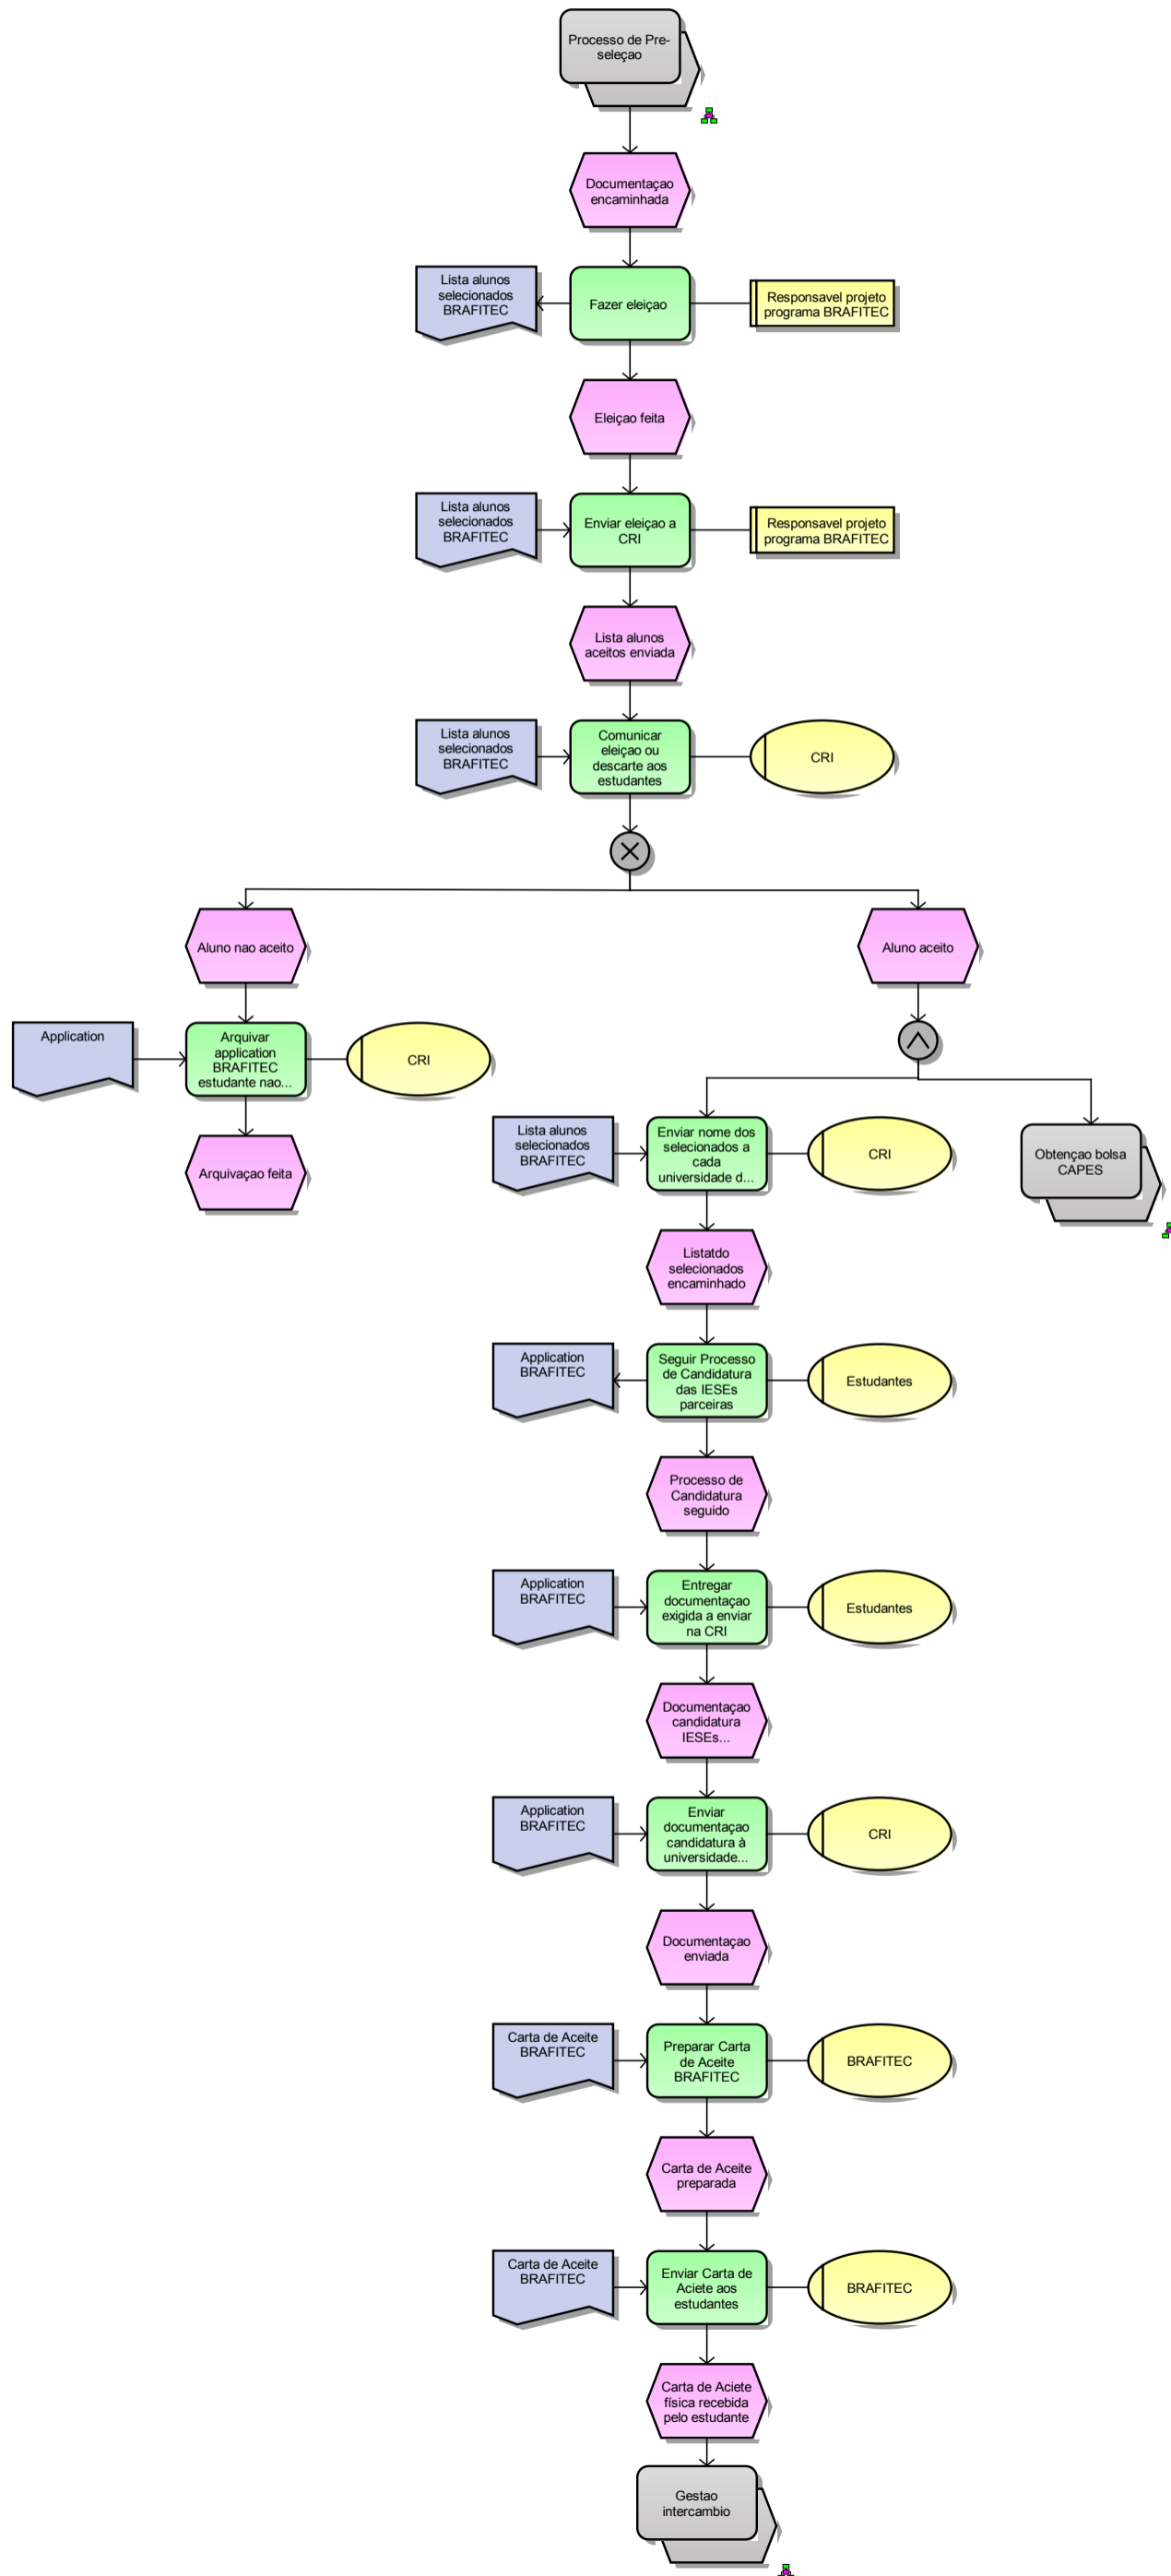 Processo de Pre-
seleçao
Documentaçao
encaminhada
Lista alunos
selecionados
BRAFITEC
Fazer eleiçao
Responsavel projeto
programa BRAFITEC
Eleiçao feita
Lista alunos
selecionados
BRAFITEC
Enviar eleiçao a
CRI
Responsavel projeto
programa BRAFITEC
Lista alunos
aceitos enviada
Lista alunos
selecionados
BRAFITEC
Comunicar
eleiçao ou
descarte aos
estudantes
CRI
Aluno nao aceito
Aluno aceito
Application
Arquivar
application
BRAFITEC
estudante nao...
CRI
Arquivaçao feita
Lista alunos
selecionados
BRAFITEC
Enviar nome dos
selecionados a
cada
universidade d...
CRI
Obtençao bolsa
CAPES
Listatdo
selecionados
encaminhado
Application
BRAFITEC
Seguir Processo
de Candidatura
das IESEs
parceiras
Estudantes
Processo de
Candidatura
seguido
Application
BRAFITEC
Entregar
documentaçao
exigida a enviar
na CRI
Estudantes
Documentaçao
candidatura
IESEs...
Application
BRAFITEC
Enviar
documentaçao
candidatura à
universidade...
CRI
Documentaçao
enviada
Carta de Aceite
BRAFITEC
Preparar Carta
de Aceite
BRAFITEC
BRAFITEC
Carta de Aceite
preparada
Carta de Aceite
BRAFITEC
Enviar Carta de
Aciete aos
estudantes
BRAFITEC
Carta de Aciete
física recebida
pelo estudante
Gestao
intercambio